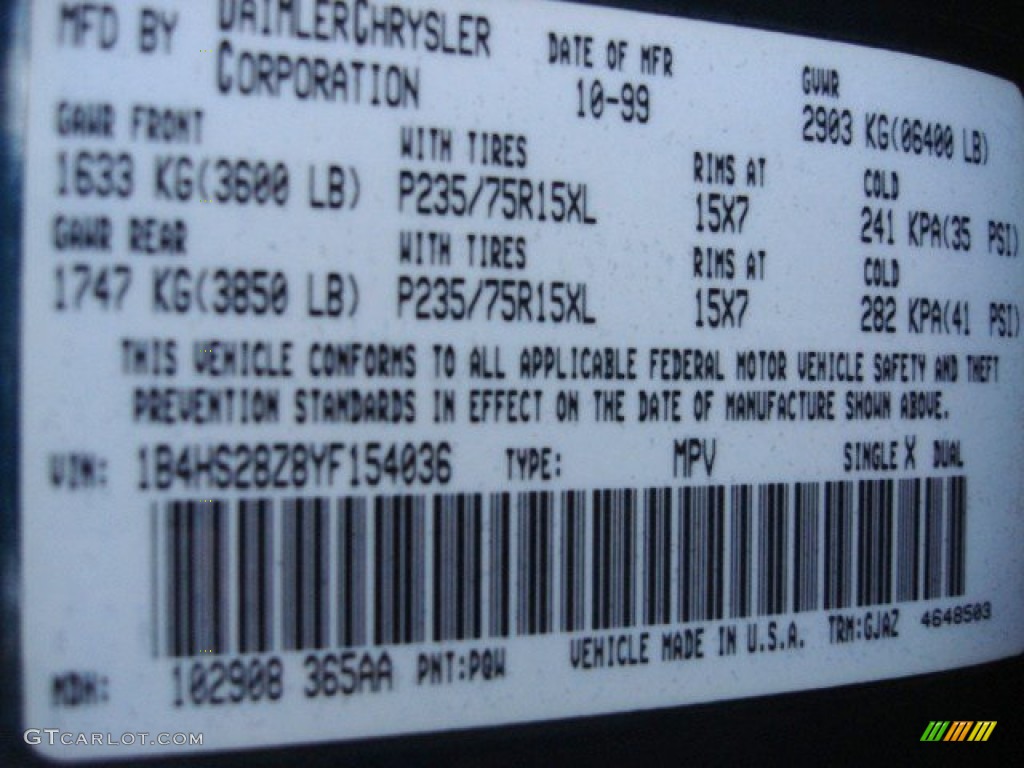 MFD BY DAIMLERCHRYSLER CORPORATION DATE OF MFR 10-99 GVWR 2903 KG(06400 LB)
GAWR FRONT WITH TIRES RIMS AT COLD
1633 KG(3600 LB) P235/75R15XL 15X7 241 KPA(35 PSI)
GAWR REAR WITH TIRES RIMS AT COLD
1747 KG(3850 LB) P235/75R15XL 15X7 282 KPA(41 PSI)
THIS VEHICLE CONFORMS TO ALL APPLICABLE FEDERAL MOTOR VEHICLE SAFETY AND THEFT
PREVENTION STANDARDS IN EFFECT ON THE DATE OF MANUFACTURE SHOWN ABOVE.
VIN: 1B4HS28Z8YF154036 TYPE: MPV SINGLE X DUAL
MDH: 102908 365AA PNT:PQW VEHICLE MADE IN U.S.A. TRM:GJAZ 4648503
GTCARLOT.COM